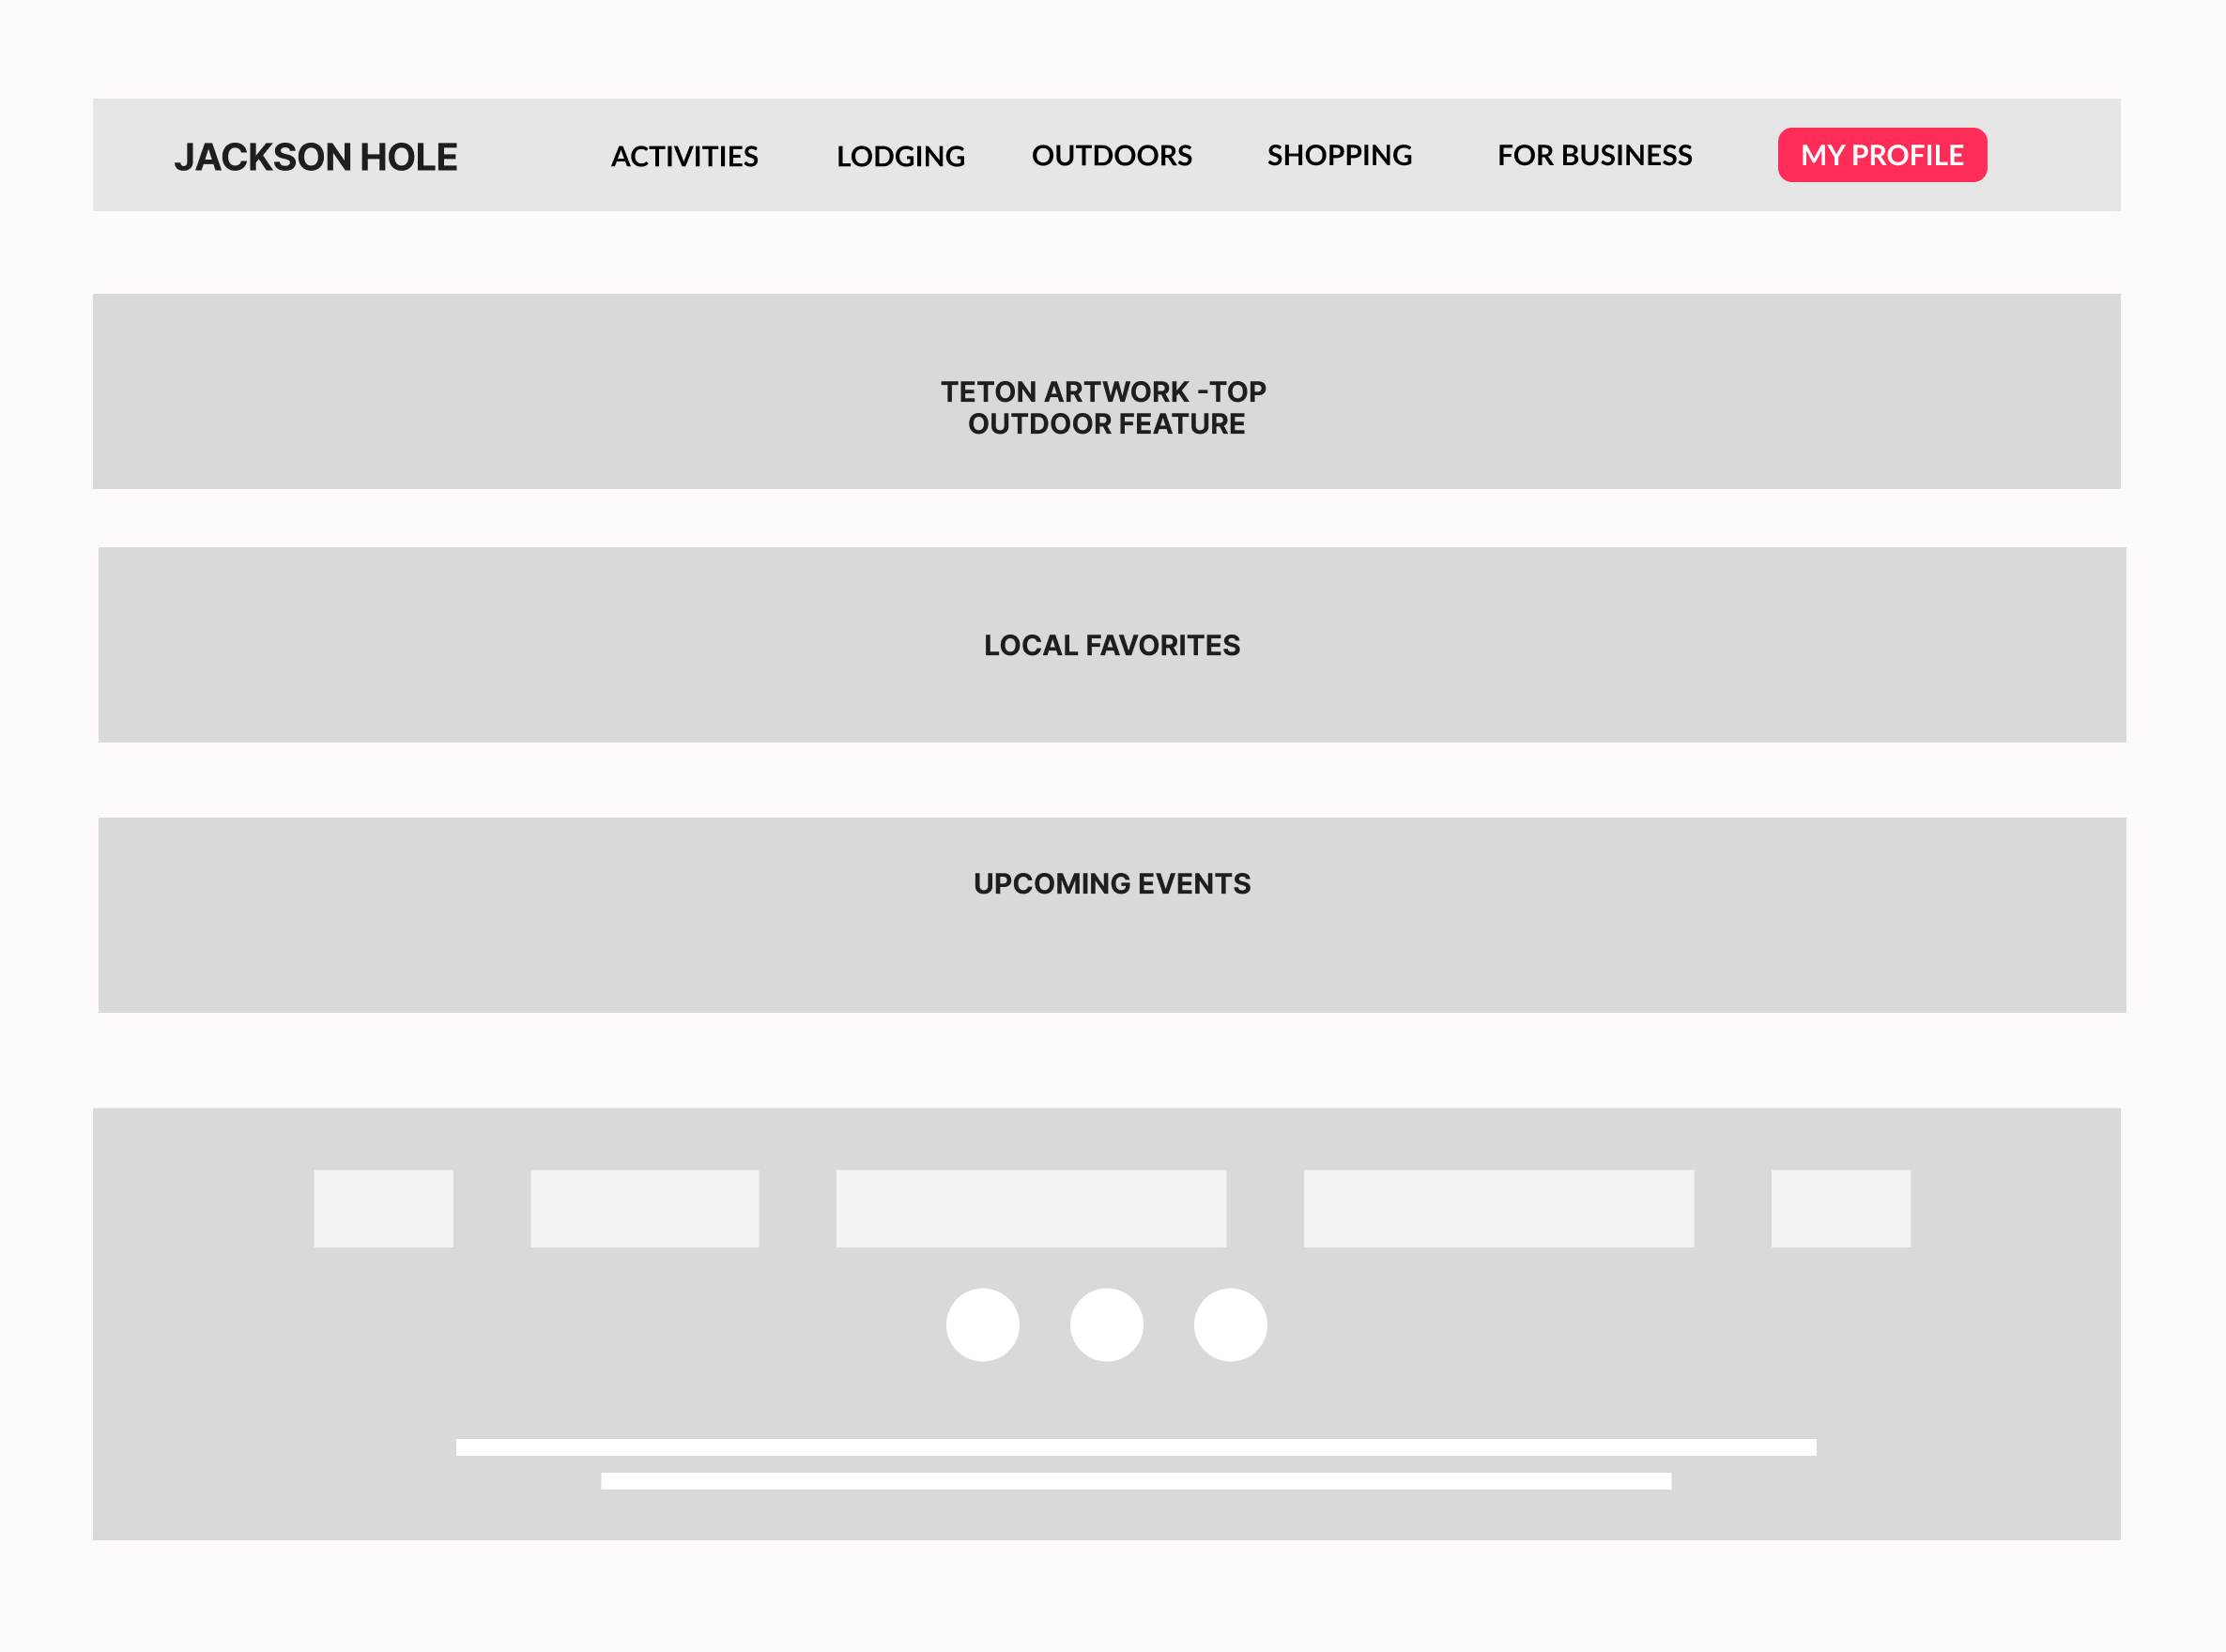 JACKSON HOLE
ACTIVITIES
LODGING
OUTDOORS
SHOPPING
FOR BUSINESS
MY PROFILE
TETON ARTWORK -TOP
OUTDOOR FEATURE
LOCAL FAVORITES
UPCOMING EVENTS